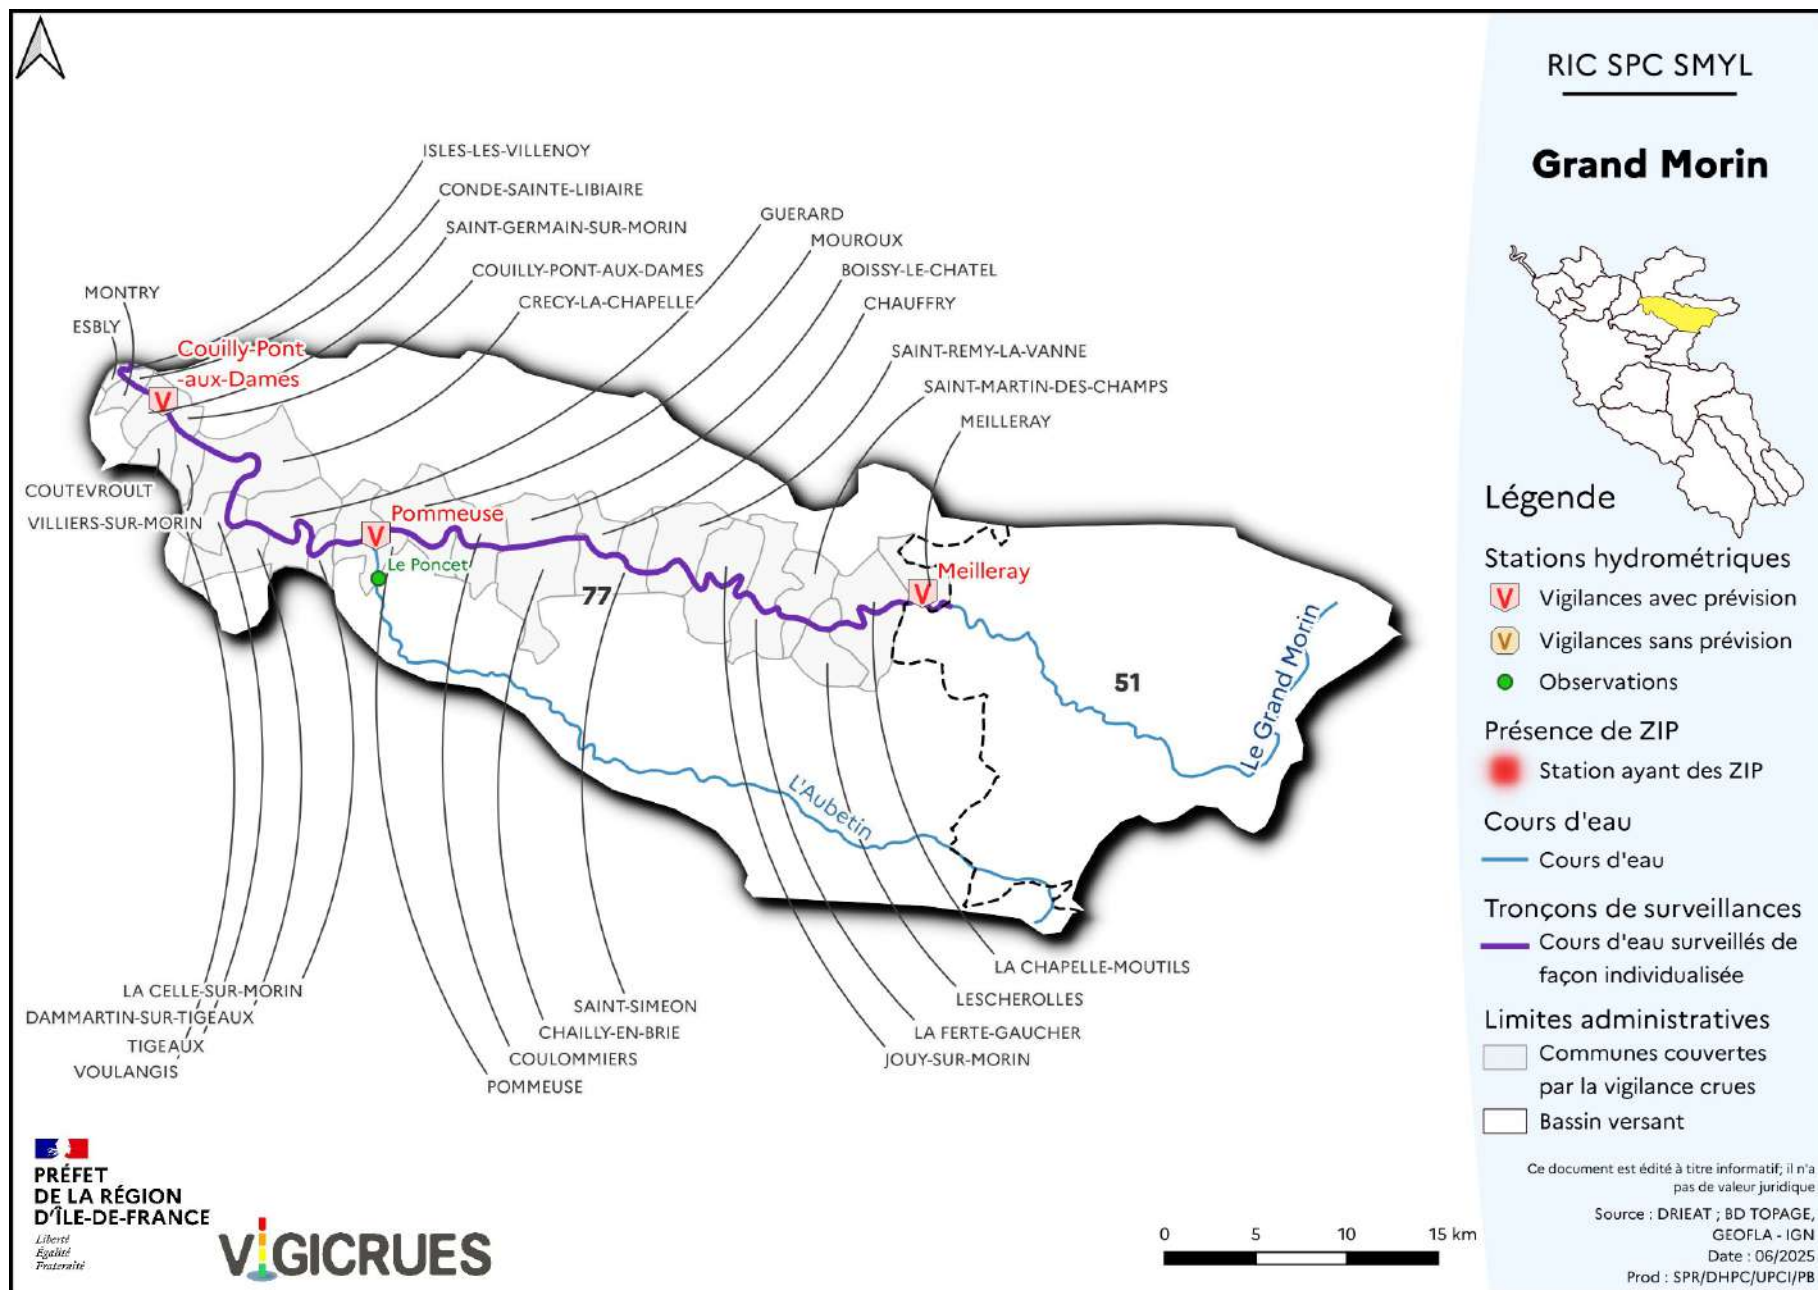 ISLES-LES-VILLENOY
CONDE-SAINTE-LIBIAIRE
SAINT-GERMAIN-SUR-MORIN
COUILLY-PONT-AUX-DAMES
CRECY-LA-CHAPELLE
GUERARD
MOUROUX
BOISSY-LE-CHATEL
CHAUFFRY
SAINT-REMY-LA-VANNE
SAINT-MARTIN-DES-CHAMPS
MEILLERAY
MONTRY
ESBLY
Couilly-Pont
-aux-Dames
V
COUTEVROULT
VILLIERS-SUR-MORIN
Pommeuse
V
Le Poncet
77
Meilleray
V
51
Le Grand Morin
L'Aubetin
LA CELLE-SUR-MORIN
DAMMARTIN-SUR-TIGEAUX
TIGEAUX
VOULANGIS
SAINT-SIMEON
CHAILLY-EN-BRIE
COULOMMIERS
POMMEUSE
LA CHAPELLE-MOUTILS
LESCHEROLLES
LA FERTE-GAUCHER
JOUY-SUR-MORIN
PRÉFET
DE LA RÉGION
D'ÎLE-DE-FRANCE
Liberté
Égalité
Fraternité
VIGICRUES
0 5 10 15 km
RIC SPC SMYL
Grand Morin
Légende
Stations hydrométriques
V Vigilances avec prévision
V Vigilances sans prévision
Observations
Présence de ZIP
Station ayant des ZIP
Cours d'eau
Cours d'eau
Tronçons de surveillances
Cours d'eau surveillés de
façon individualisée
Limites administratives
Communes couvertes
par la vigilance crues
Bassin versant
Ce document est édité à titre informatif; il n'a
pas de valeur juridique
Source : DRIEAT ; BD TOPAGE,
GEOFLA - IGN
Date : 06/2025
Prod : SPR/DHPC/UPCI/PB